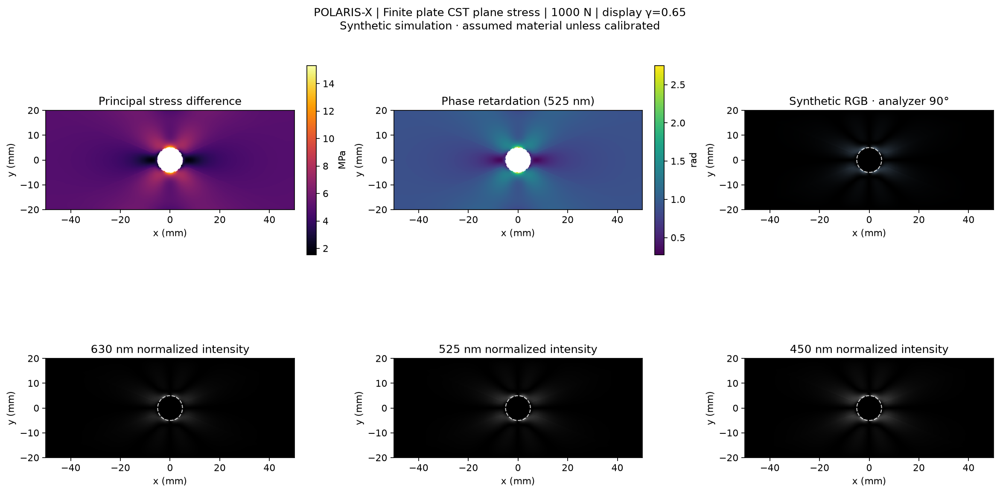 POLARIS-X | Finite plate CST plane stress | 1000 N | display γ=0.65
Synthetic simulation · assumed material unless calibrated
Principal stress difference
20
10
0
−10
−20
y (mm)
−40 −20 0 20 40
x (mm)
14
12
10
8
6
4
2
MPa
Phase retardation (525 nm)
20
10
0
−10
−20
y (mm)
−40 −20 0 20 40
x (mm)
2.5
2.0
1.5
1.0
0.5
rad
Synthetic RGB · analyzer 90°
20
10
0
−10
−20
y (mm)
−40 −20 0 20 40
x (mm)
630 nm normalized intensity
20
10
0
−10
−20
y (mm)
−40 −20 0 20 40
x (mm)
525 nm normalized intensity
20
10
0
−10
−20
y (mm)
−40 −20 0 20 40
x (mm)
450 nm normalized intensity
20
10
0
−10
−20
y (mm)
−40 −20 0 20 40
x (mm)